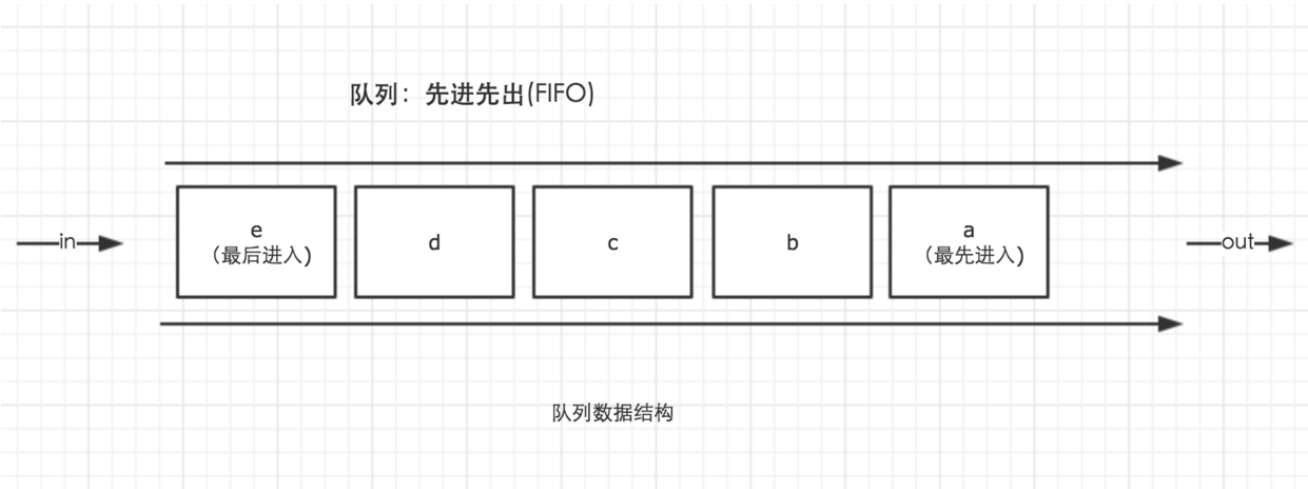 队列：先进先出(FIFO)
in
e
（最后进入）
d
c
b
a
（最先进入）
out
队列数据结构